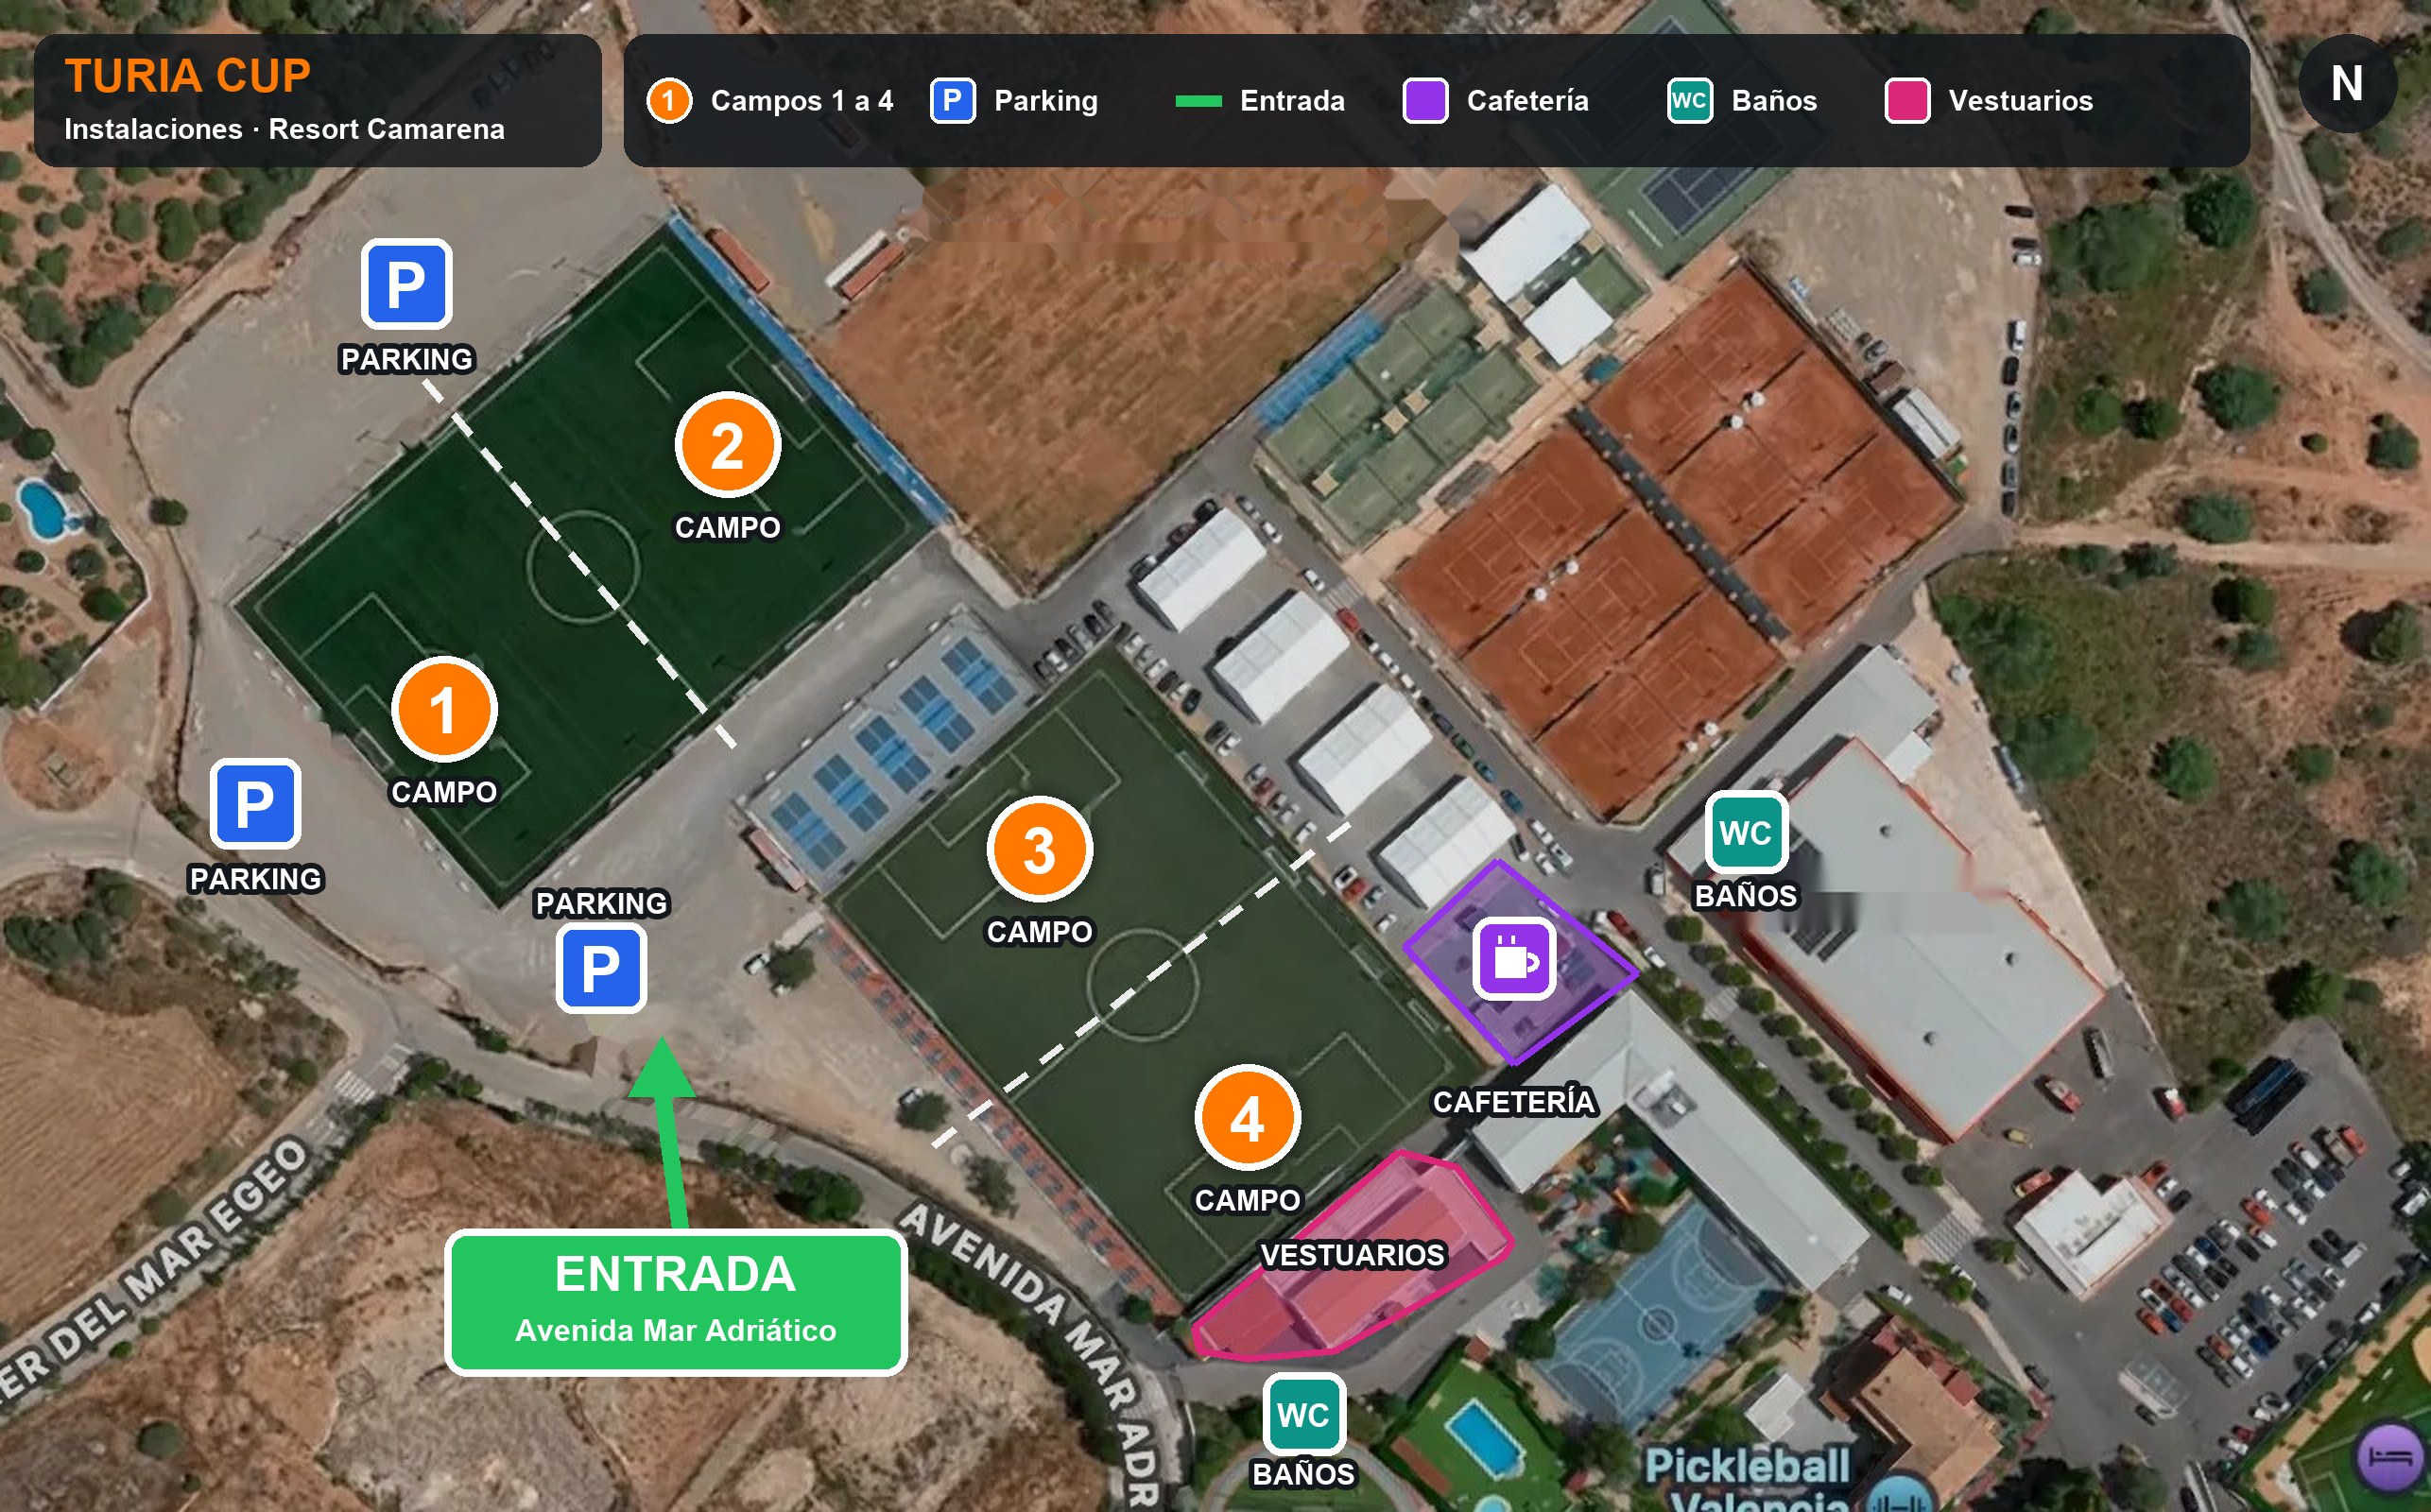 TURIA CUP
Instalaciones · Resort Camarena
1 Campos 1 a 4
P Parking
Entrada
Cafetería
WC Baños
Vestuarios
N
P
PARKING
2
CAMPO
1
CAMPO
P
PARKING
PARKING
P
3
CAMPO
WC
BAÑOS
4
CAMPO
CAFETERÍA
VESTUARIOS
ENTRADA
Avenida Mar Adriático
ER DEL MAR EGEO
AVENIDA MAR ADR
WC
BAÑOS
Pickleball
Valencia